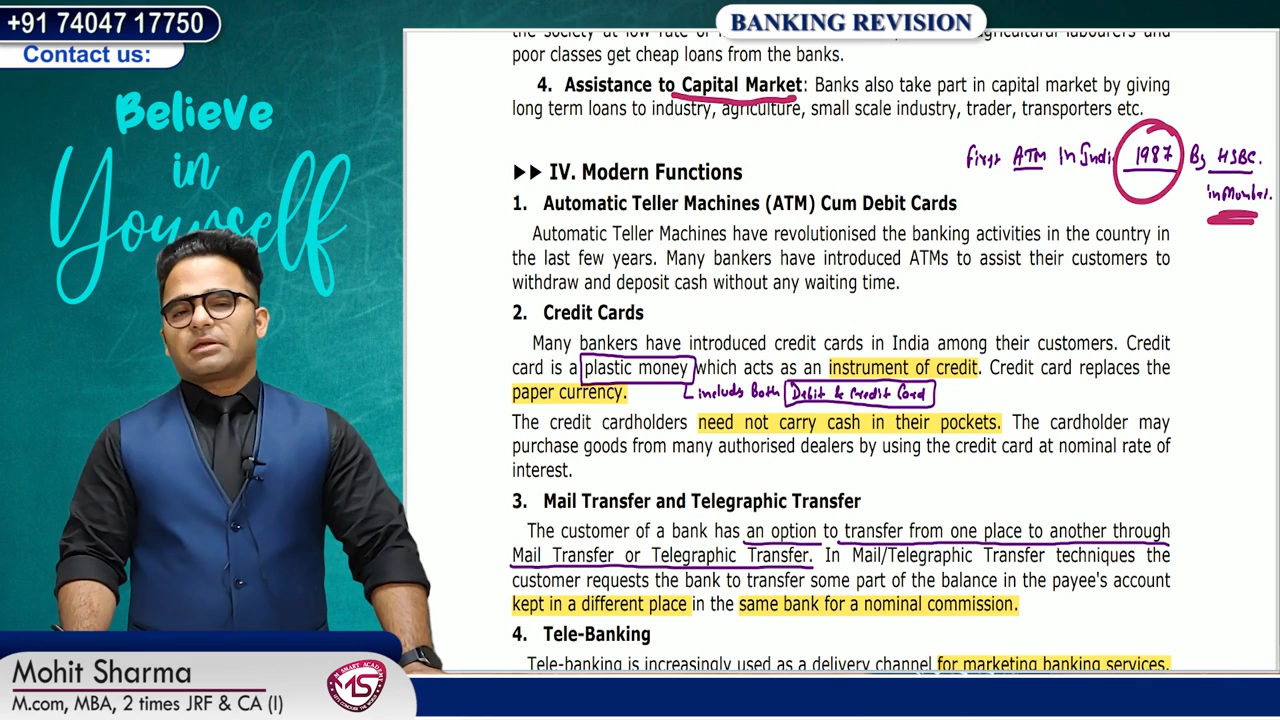 +91 74047 17750
Contact us:
BANKING REVISION
Believe
in
Yourself
poor classes get cheap loans from the banks.
4. Assistance to Capital Market: Banks also take part in capital market by giving
long term loans to industry, agriculture, small scale industry, trader, transporters etc.
First ATM In India 1987 By HSBC.
in Mumbai.
▶▶ IV. Modern Functions
1. Automatic Teller Machines (ATM) Cum Debit Cards
Automatic Teller Machines have revolutionised the banking activities in the country in
the last few years. Many bankers have introduced ATMs to assist their customers to
withdraw and deposit cash without any waiting time.
2. Credit Cards
Many bankers have introduced credit cards in India among their customers. Credit
card is a plastic money which acts as an instrument of credit. Credit card replaces the
paper currency.
includes Both Debit & Credit Card
The credit cardholders need not carry cash in their pockets. The cardholder may
purchase goods from many authorised dealers by using the credit card at nominal rate of
interest.
3. Mail Transfer and Telegraphic Transfer
The customer of a bank has an option to transfer from one place to another through
Mail Transfer or Telegraphic Transfer. In Mail/Telegraphic Transfer techniques the
customer requests the bank to transfer some part of the balance in the payee's account
kept in a different place in the same bank for a nominal commission.
4. Tele-Banking
Tele-banking is increasingly used as a delivery channel for marketing banking services.
Mohit Sharma
M.com, MBA, 2 times JRF & CA (I)
MS